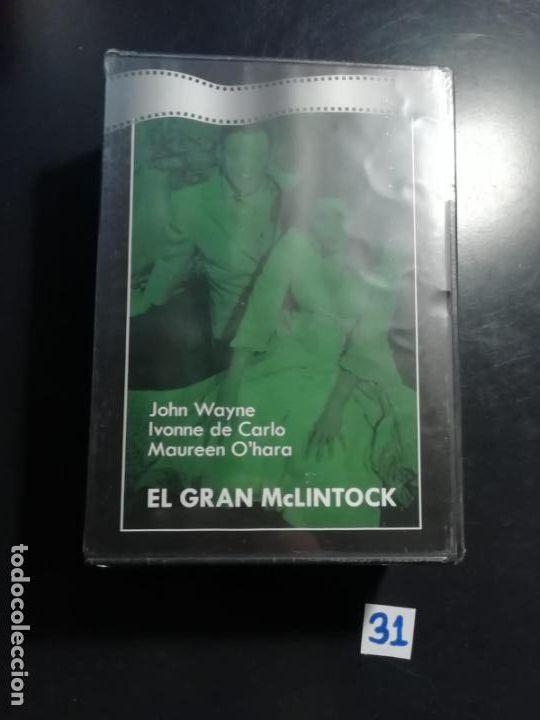 John Wayne
Ivonne de Carlo
Maureen O'hara
EL GRAN McLINTOCK
31
todocoleccion